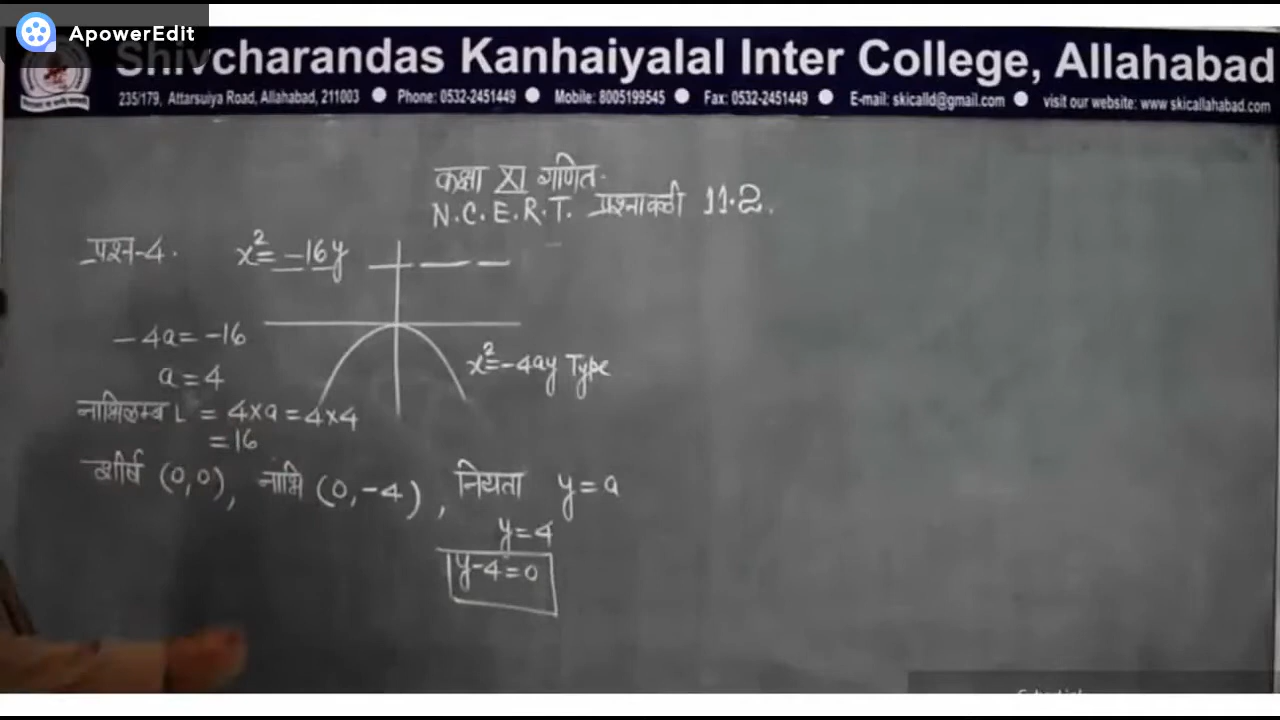 ApowerEdit
Shivcharandas Kanhaiyalal Inter College, Allahabad
235/179, Attarsuiya Road, Allahabad, 211003 ● Phone: 0532-2451449 ● Mobile: 8005199545 ● Fax: 0532-2451449 ● E-mail: skicalld@gmail.com ● visit our website: www.skicallahabad.com
कक्षा XI गणित.
N.C.E.R.T. प्रश्नावली 11.2.
प्रश्न-4. x²=-16y
-4a=-16
x²=-4ay Type
a=4
नाभिलम्ब L = 4×a=4×4
=16
शीर्ष (0,0), नाभि (0,-4), नियता y=a
y=4
y-4=0